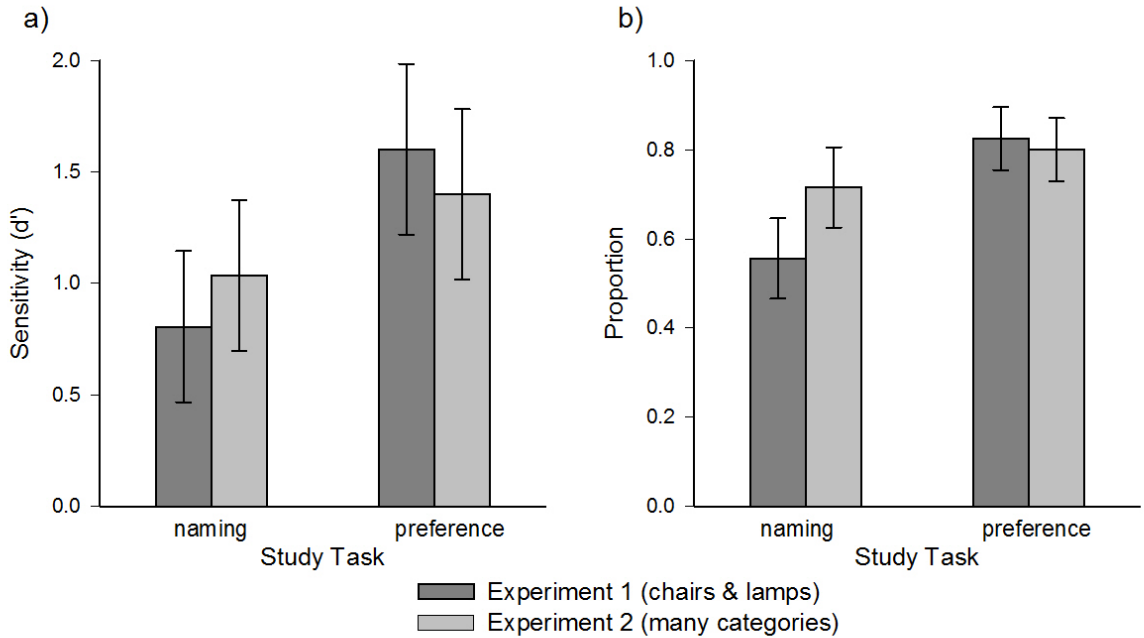 a)
2.0
1.5
1.0
0.5
0.0
Sensitivity (d')
naming preference
Study Task
b)
1.0
0.8
0.6
0.4
0.2
0.0
Proportion
naming preference
Study Task
Experiment 1 (chairs & lamps)
Experiment 2 (many categories)